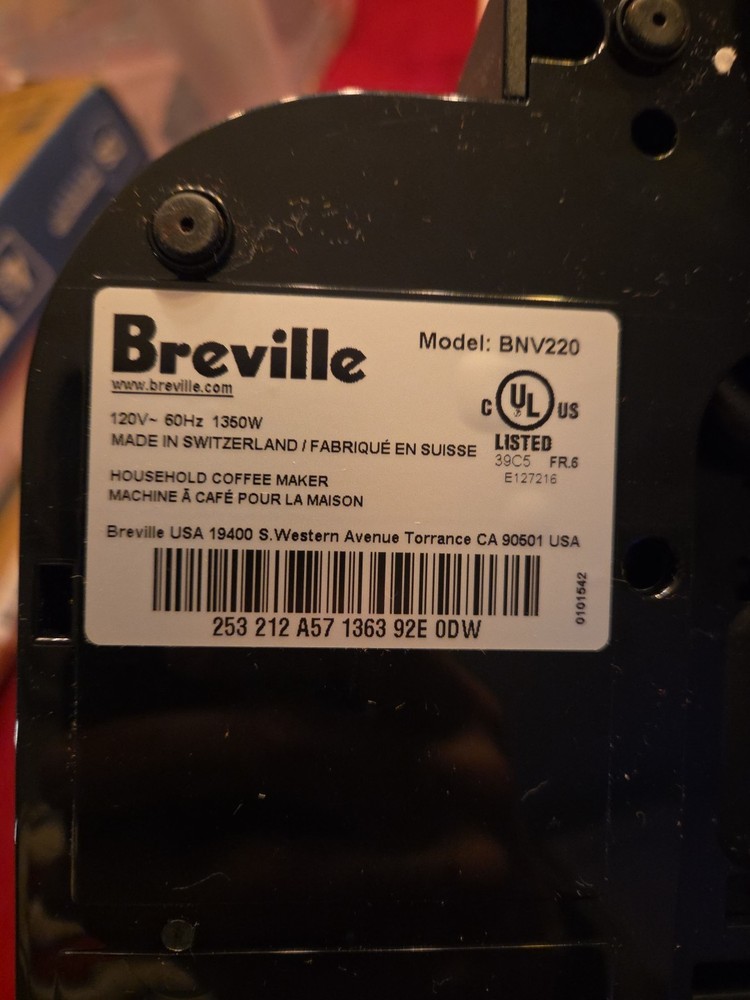 Breville
www.breville.com
Model: BNV220
120V~ 60Hz 1350W
MADE IN SWITZERLAND / FABRIQUÉ EN SUISSE
C UL US
LISTED
39C5 FR.6
E127216
HOUSEHOLD COFFEE MAKER
MACHINE À CAFÉ POUR LA MAISON
Breville USA 19400 S.Western Avenue Torrance CA 90501 USA
253 212 A57 1363 92E 0DW
0101542